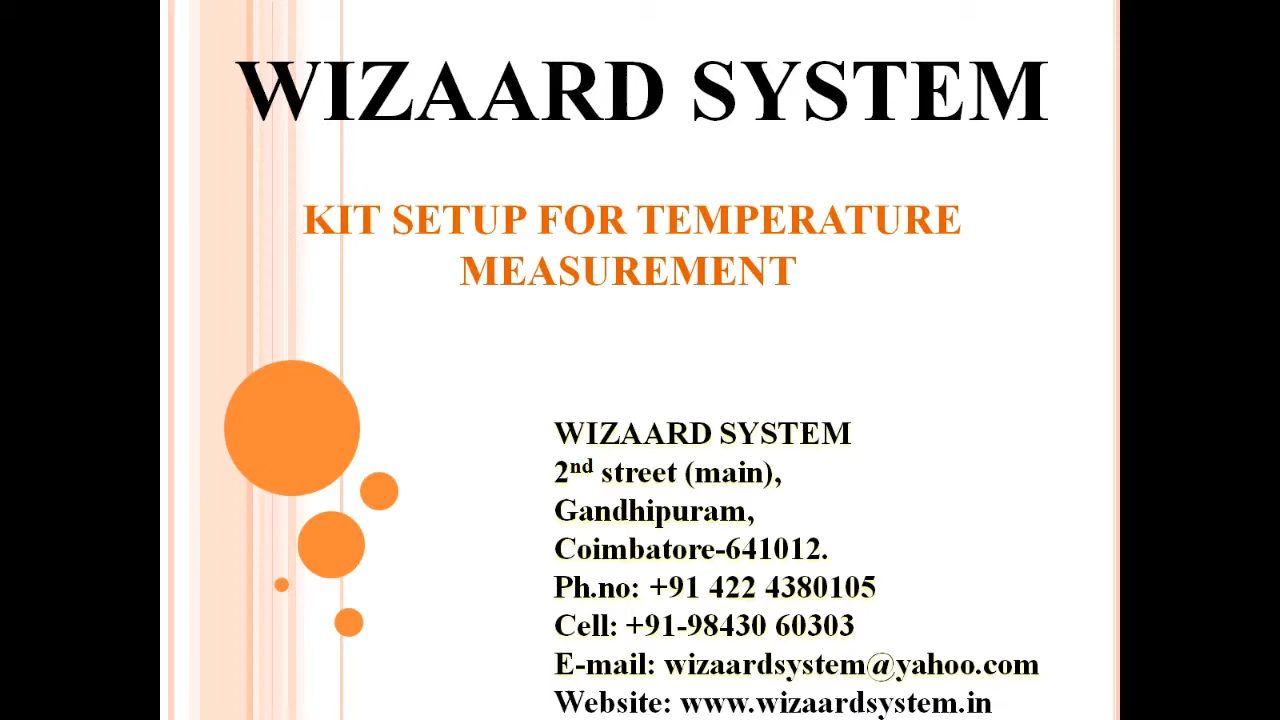 WIZAARD SYSTEM
KIT SETUP FOR TEMPERATURE
MEASUREMENT
WIZAARD SYSTEM
2nd street (main),
Gandhipuram,
Coimbatore-641012.
Ph.no: +91 422 4380105
Cell: +91-98430 60303
E-mail: wizaardsystem@yahoo.com
Website: www.wizaardsystem.in